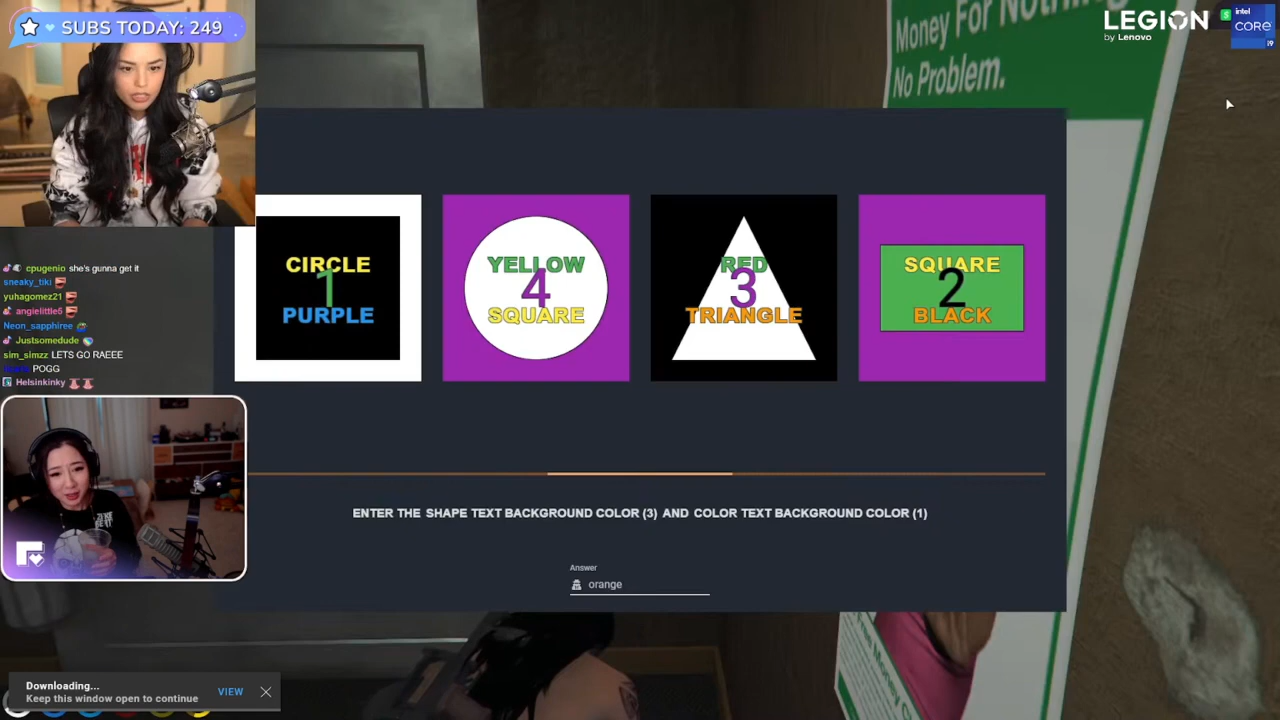 SUBS TODAY: 249
LEGION
by Lenovo
intel
CORE
i9
Money For Nothing
No Problem.
CIRCLE
1
PURPLE
YELLOW
4
SQUARE
RED
3
TRIANGLE
SQUARE
2
BLACK
cpugenio she's gunna get it
sneaky_tiki
yuhagomez21
angielittle5
Neon_sapphiree
Justsomedude
sim_simzz LETS GO RAEEE
POGG
Helsinkinky
ENTER THE SHAPE TEXT BACKGROUND COLOR (3) AND COLOR TEXT BACKGROUND COLOR (1)
Answer
orange
Downloading...
Keep this window open to continue
VIEW